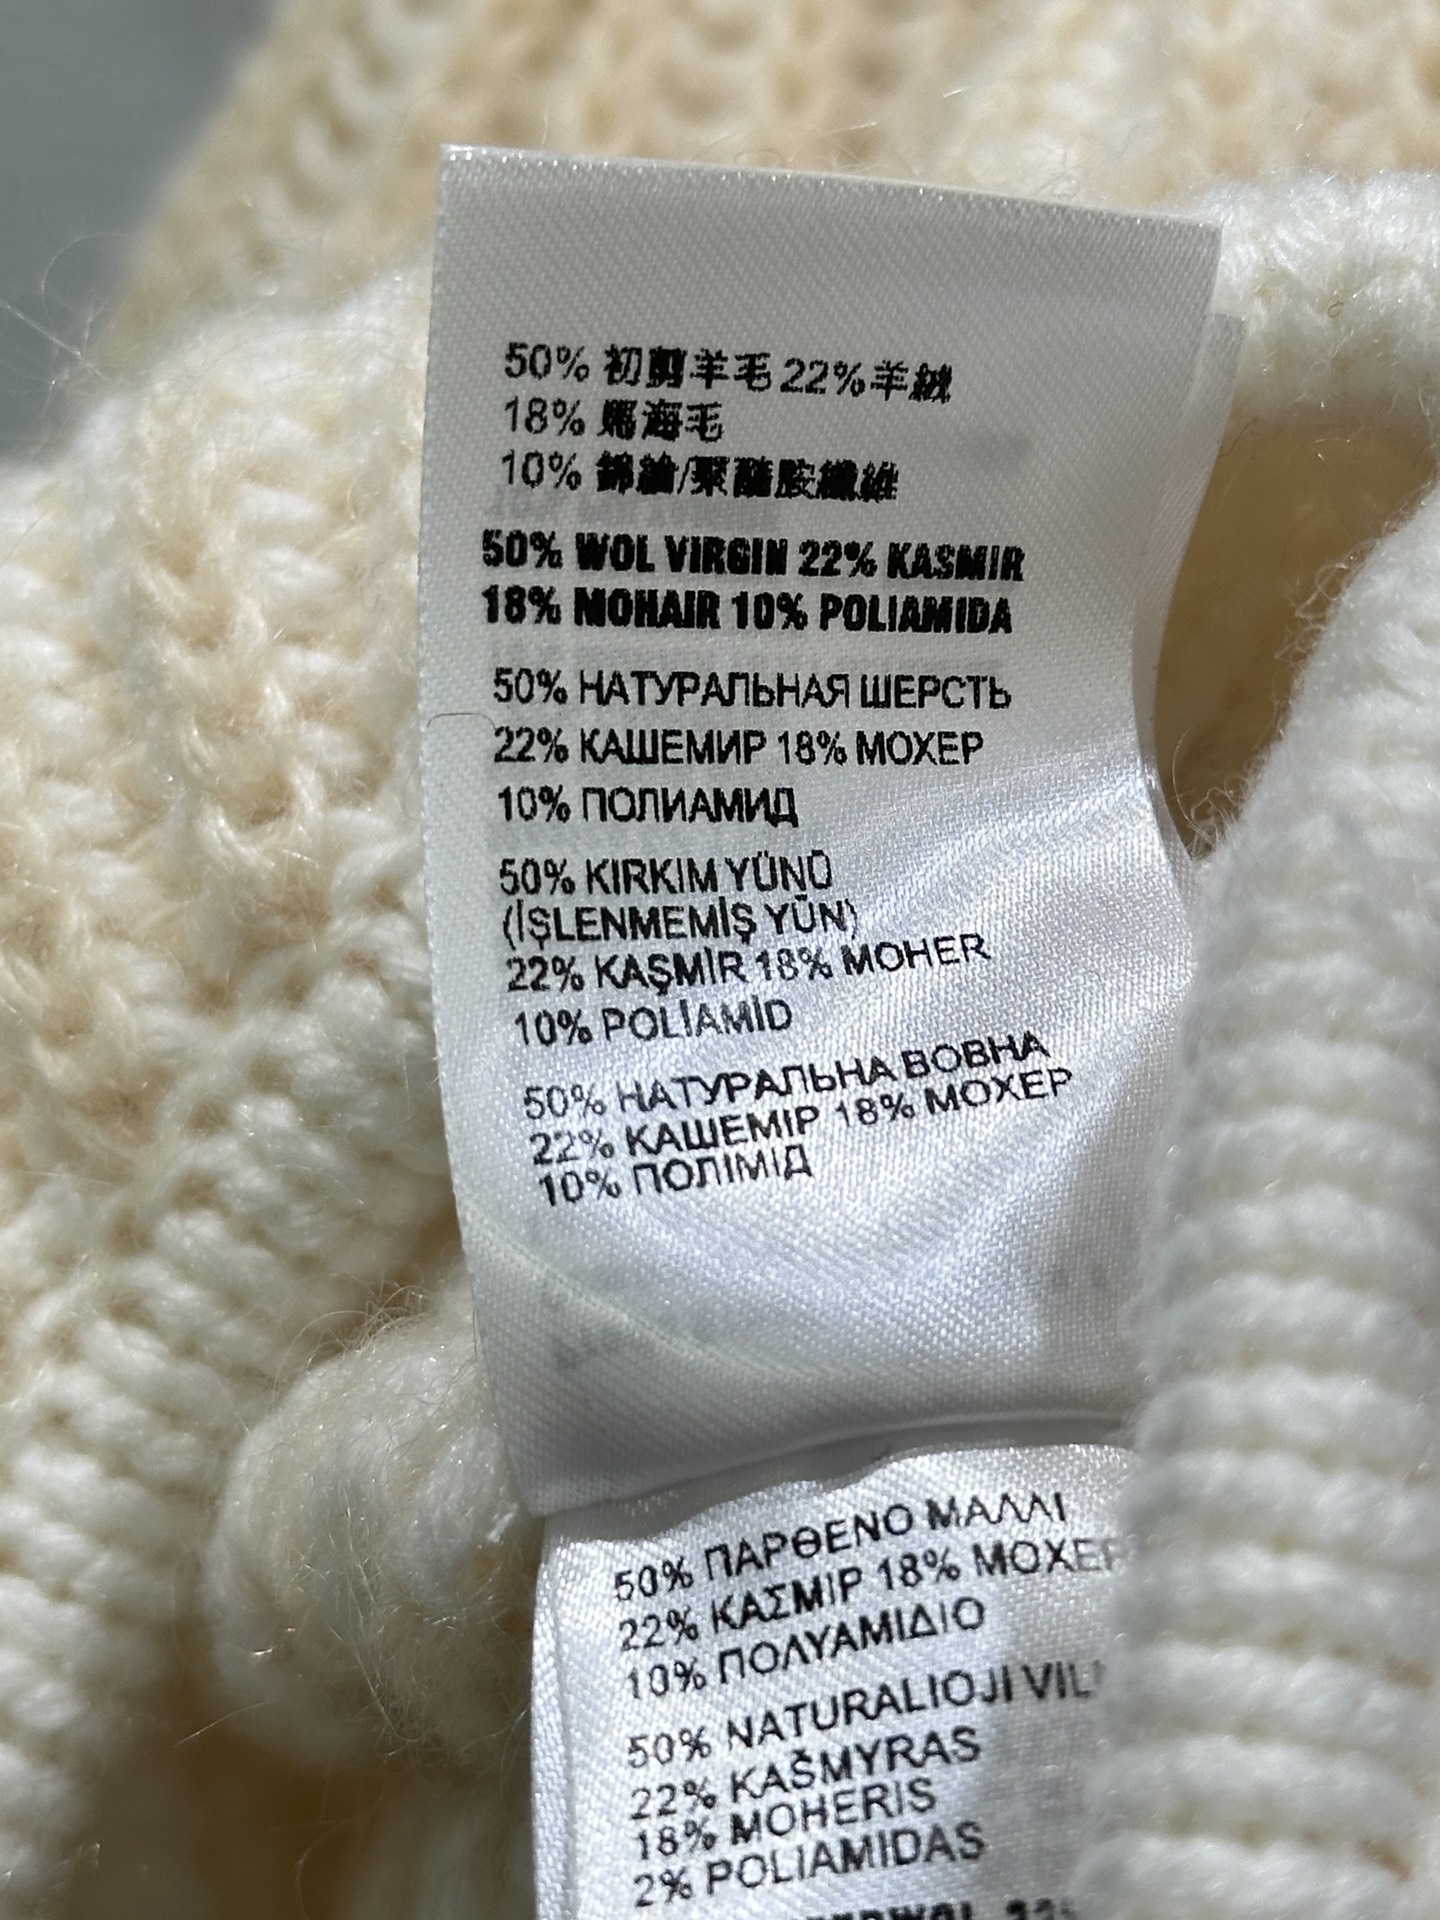 50% 初剪羊毛 22% 羊絨
18% 馬海毛
10% 錦綸/聚醯胺纖維
50% WOL VIRGIN 22% KASMIR
18% MOHAIR 10% POLIAMIDA
50% НАТУРАЛЬНАЯ ШЕРСТЬ
22% КАШЕМИР 18% МОХЕР
10% ПОЛИАМИД
50% KIRKIM YÜNÜ
(İŞLENMEMİŞ YÜN)
22% KAŞMİR 18% MOHER
10% POLİAMİD
50% НАТУРАЛЬНА ВОВНА
22% КАШЕМІР 18% МОХЕР
10% ПОЛІМІД
50% ΠΑΡΘΕΝΟ ΜΑΛΛΙ
22% ΚΑΣΜΙΡ 18% ΜΟΧΕΡ
10% ΠΟΛΥΑΜΙΔΙΟ
50% NATURALIOJI
22% KAŠMYRAS
18% MOHERIS
2% POLIAMIDAS